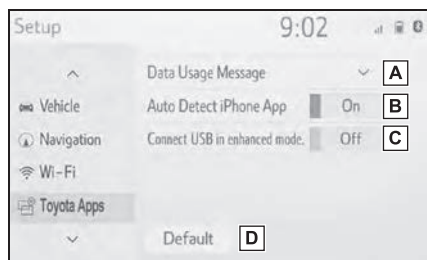 Setup 9:02
Data Usage Message A
Vehicle Auto Detect iPhone App On B
Navigation Connect USB in enhanced mode. Off C
Wi-Fi
Toyota Apps
Default D